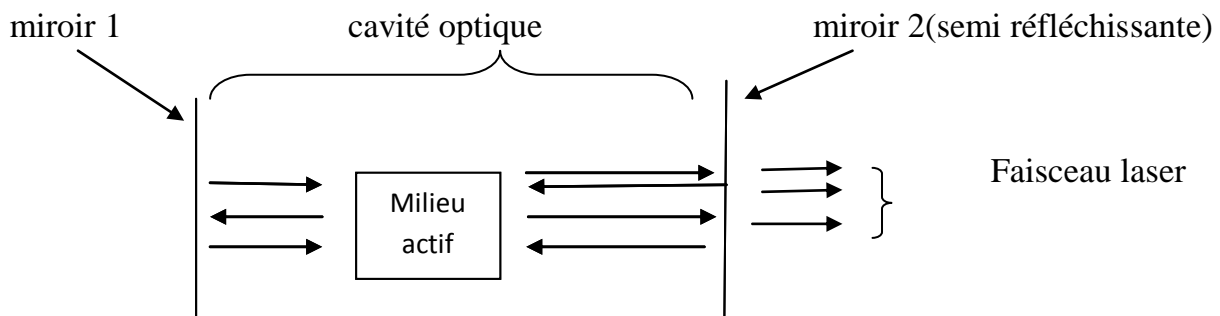 miroir 1
cavité optique
miroir 2(semi réfléchissante)
Faisceau laser
Milieu
actif